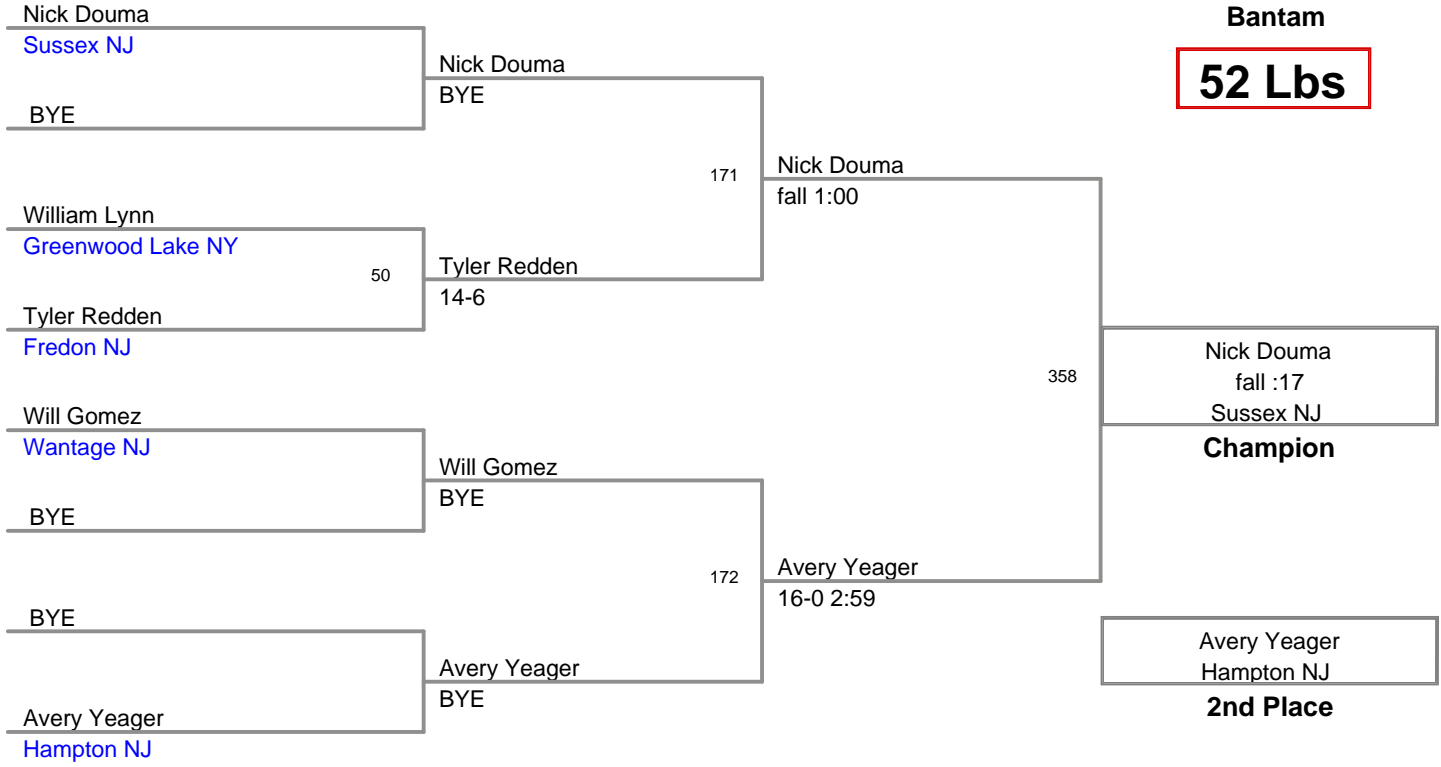 Nick Douma
Sussex NJ
BYE
William Lynn
Greenwood Lake NY
50
Tyler Redden
Fredon NJ
Will Gomez
Wantage NJ
BYE
BYE
Avery Yeager
Hampton NJ
Nick Douma
BYE
171
Tyler Redden
14-6
Will Gomez
BYE
172
Avery Yeager
BYE
Nick Douma
fall 1:00
358
Avery Yeager
16-0 2:59
Bantam
52 Lbs
Nick Douma
fall :17
Sussex NJ
Champion
Avery Yeager
Hampton NJ
2nd Place